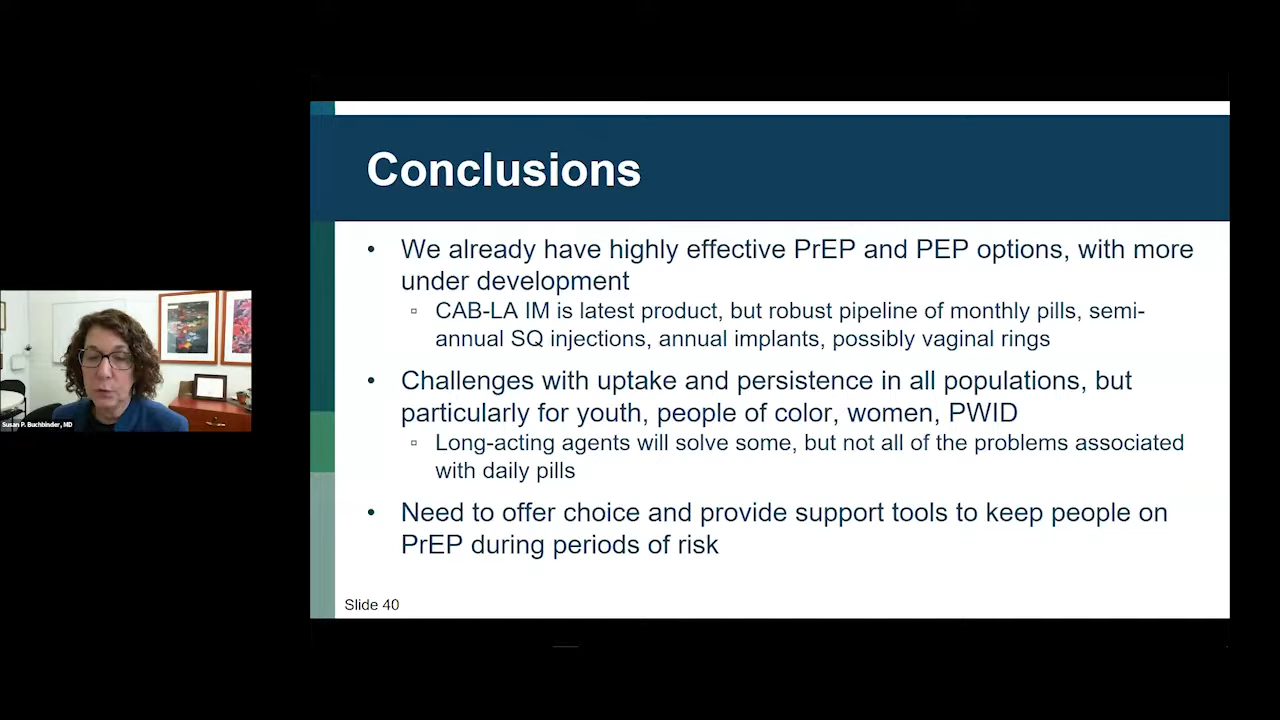 Conclusions
• We already have highly effective PrEP and PEP options, with more
under development
▫ CAB-LA IM is latest product, but robust pipeline of monthly pills, semi-
annual SQ injections, annual implants, possibly vaginal rings
• Challenges with uptake and persistence in all populations, but
particularly for youth, people of color, women, PWID
▫ Long-acting agents will solve some, but not all of the problems associated
with daily pills
• Need to offer choice and provide support tools to keep people on
PrEP during periods of risk
Slide 40
Susan P. Buchbinder, MD